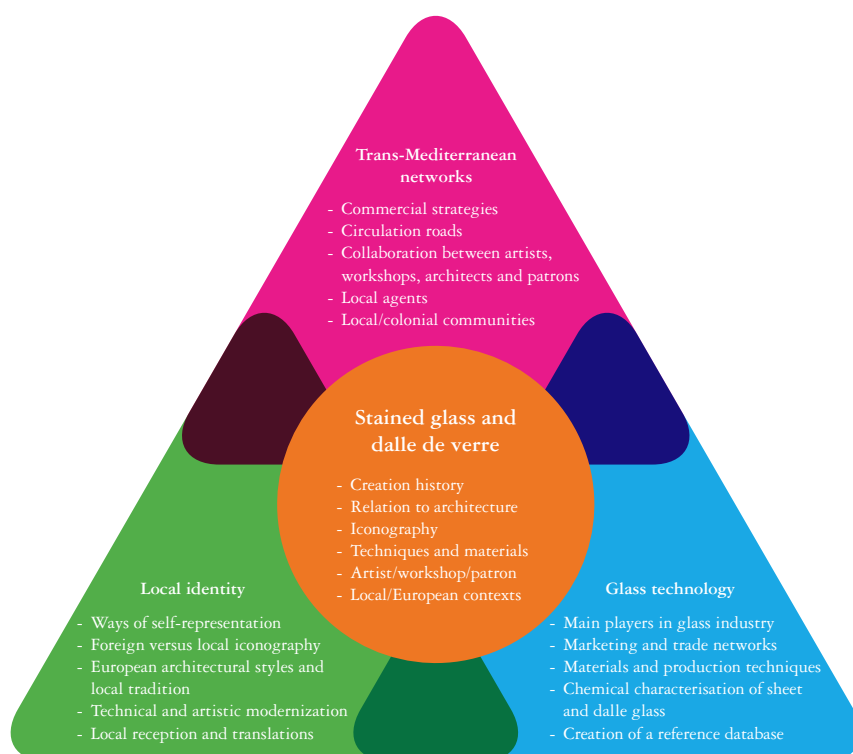 Trans-Mediterranean
networks
- Commercial strategies
- Circulation roads
- Collaboration between artists,
workshops, architects and patrons
- Local agents
- Local/colonial communities
Stained glass and
dalle de verre
- Creation history
- Relation to architecture
- Iconography
- Techniques and materials
- Artist/workshop/patron
- Local/European contexts
Local identity
- Ways of self-representation
- Foreign versus local iconography
- European architectural styles and
local tradition
- Technical and artistic modernization
- Local reception and translations
Glass technology
- Main players in glass industry
- Marketing and trade networks
- Materials and production techniques
- Chemical characterisation of sheet
and dalle glass
- Creation of a reference database